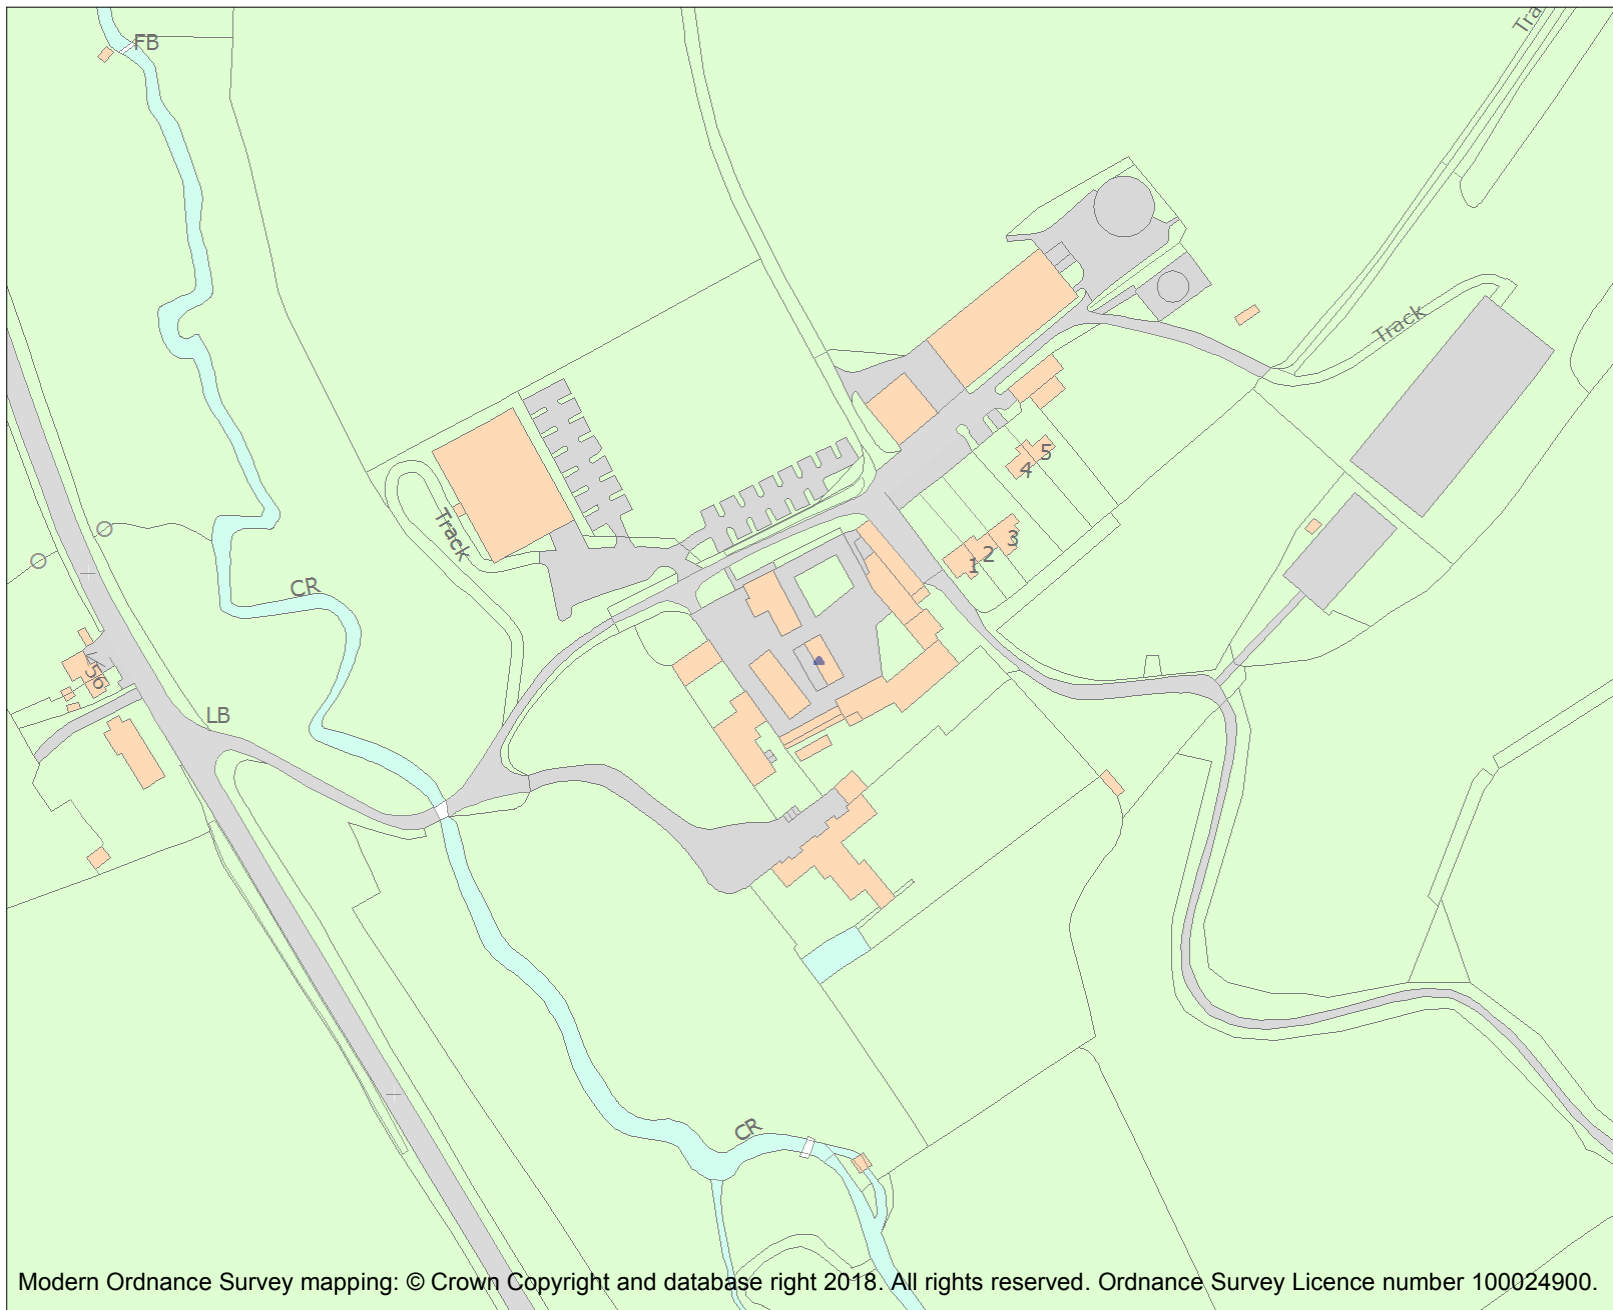 FB
Tra
Track
Track
5
4
3
2
1
CR
56
LB
CR
Modern Ordnance Survey mapping: © Crown Copyright and database right 2018. All rights reserved. Ordnance Survey Licence number 100024900.